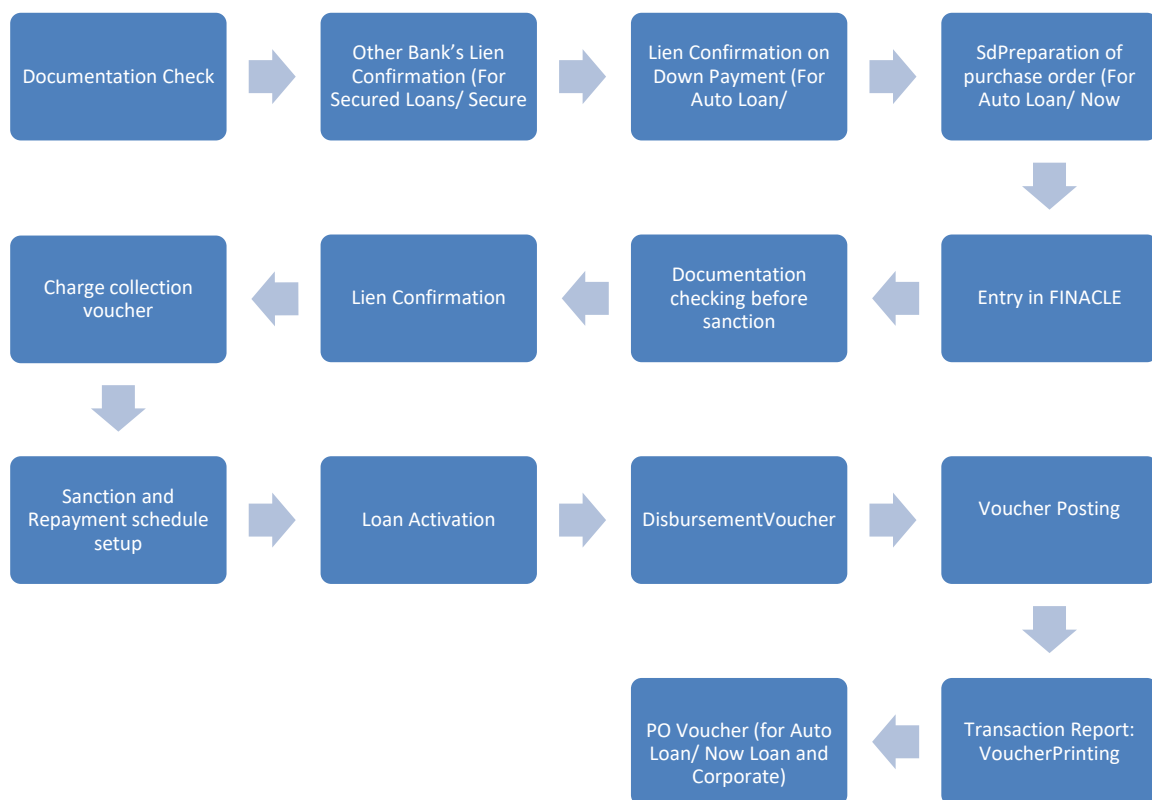 Documentation Check
Other Bank's Lien
Confirmation (For
Secured Loans/ Secure
Lien Confirmation on
Down Payment (For
Auto Loan/
SdPreparation of
purchase order (For
Auto Loan/ Now
Entry in FINACLE
Documentation
checking before
sanction
Lien Confirmation
Charge collection
voucher
Sanction and
Repayment schedule
setup
Loan Activation
DisbursementVoucher
Voucher Posting
Transaction Report:
VoucherPrinting
PO Voucher (for Auto
Loan/ Now Loan and
Corporate)